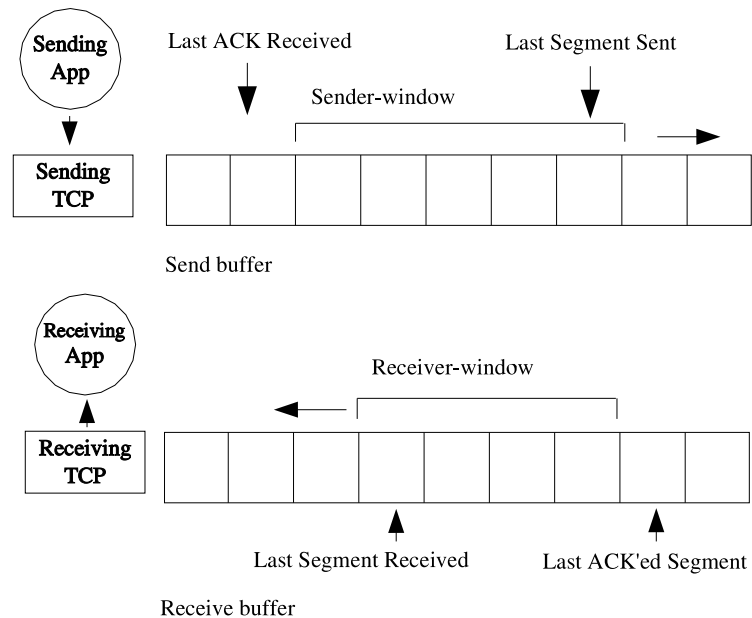 Sending
App
Last ACK Received
Last Segment Sent
Sender-window
Sending
TCP
Send buffer
Receiving
App
Receiver-window
Receiving
TCP
Last Segment Received
Last ACK'ed Segment
Receive buffer